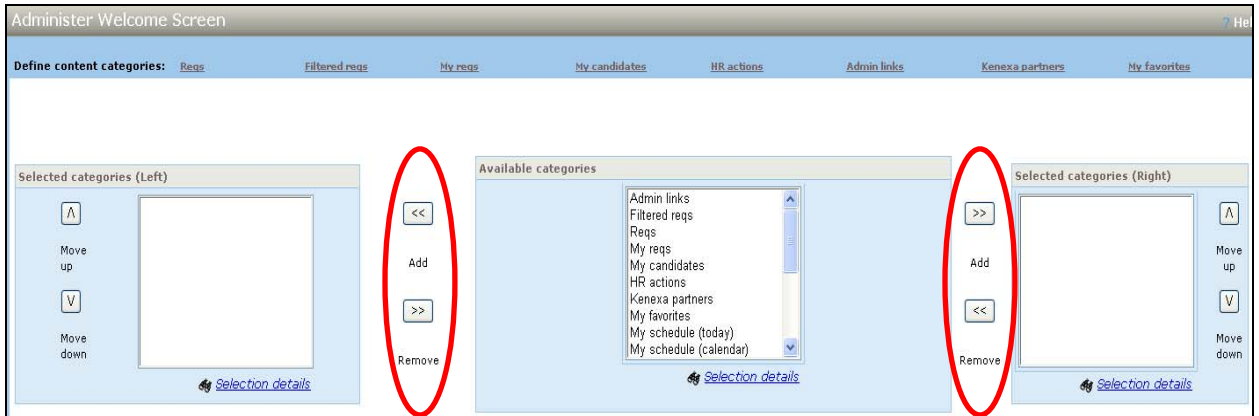 Administer Welcome Screen
? Hel
Define content categories: Reqs Filtered reqs My reqs My candidates HR actions Admin links Kenexa partners My favorites
Selected categories (Left)
Λ
Move
up
V
Move
down
Selection details
<<
Add
>>
Remove
Available categories
Admin links
Filtered reqs
Reqs
My reqs
My candidates
HR actions
Kenexa partners
My favorites
My schedule (today)
My schedule (calendar)
Selection details
>>
Add
<<
Remove
Selected categories (Right)
Λ
Move
up
V
Move
down
Selection details